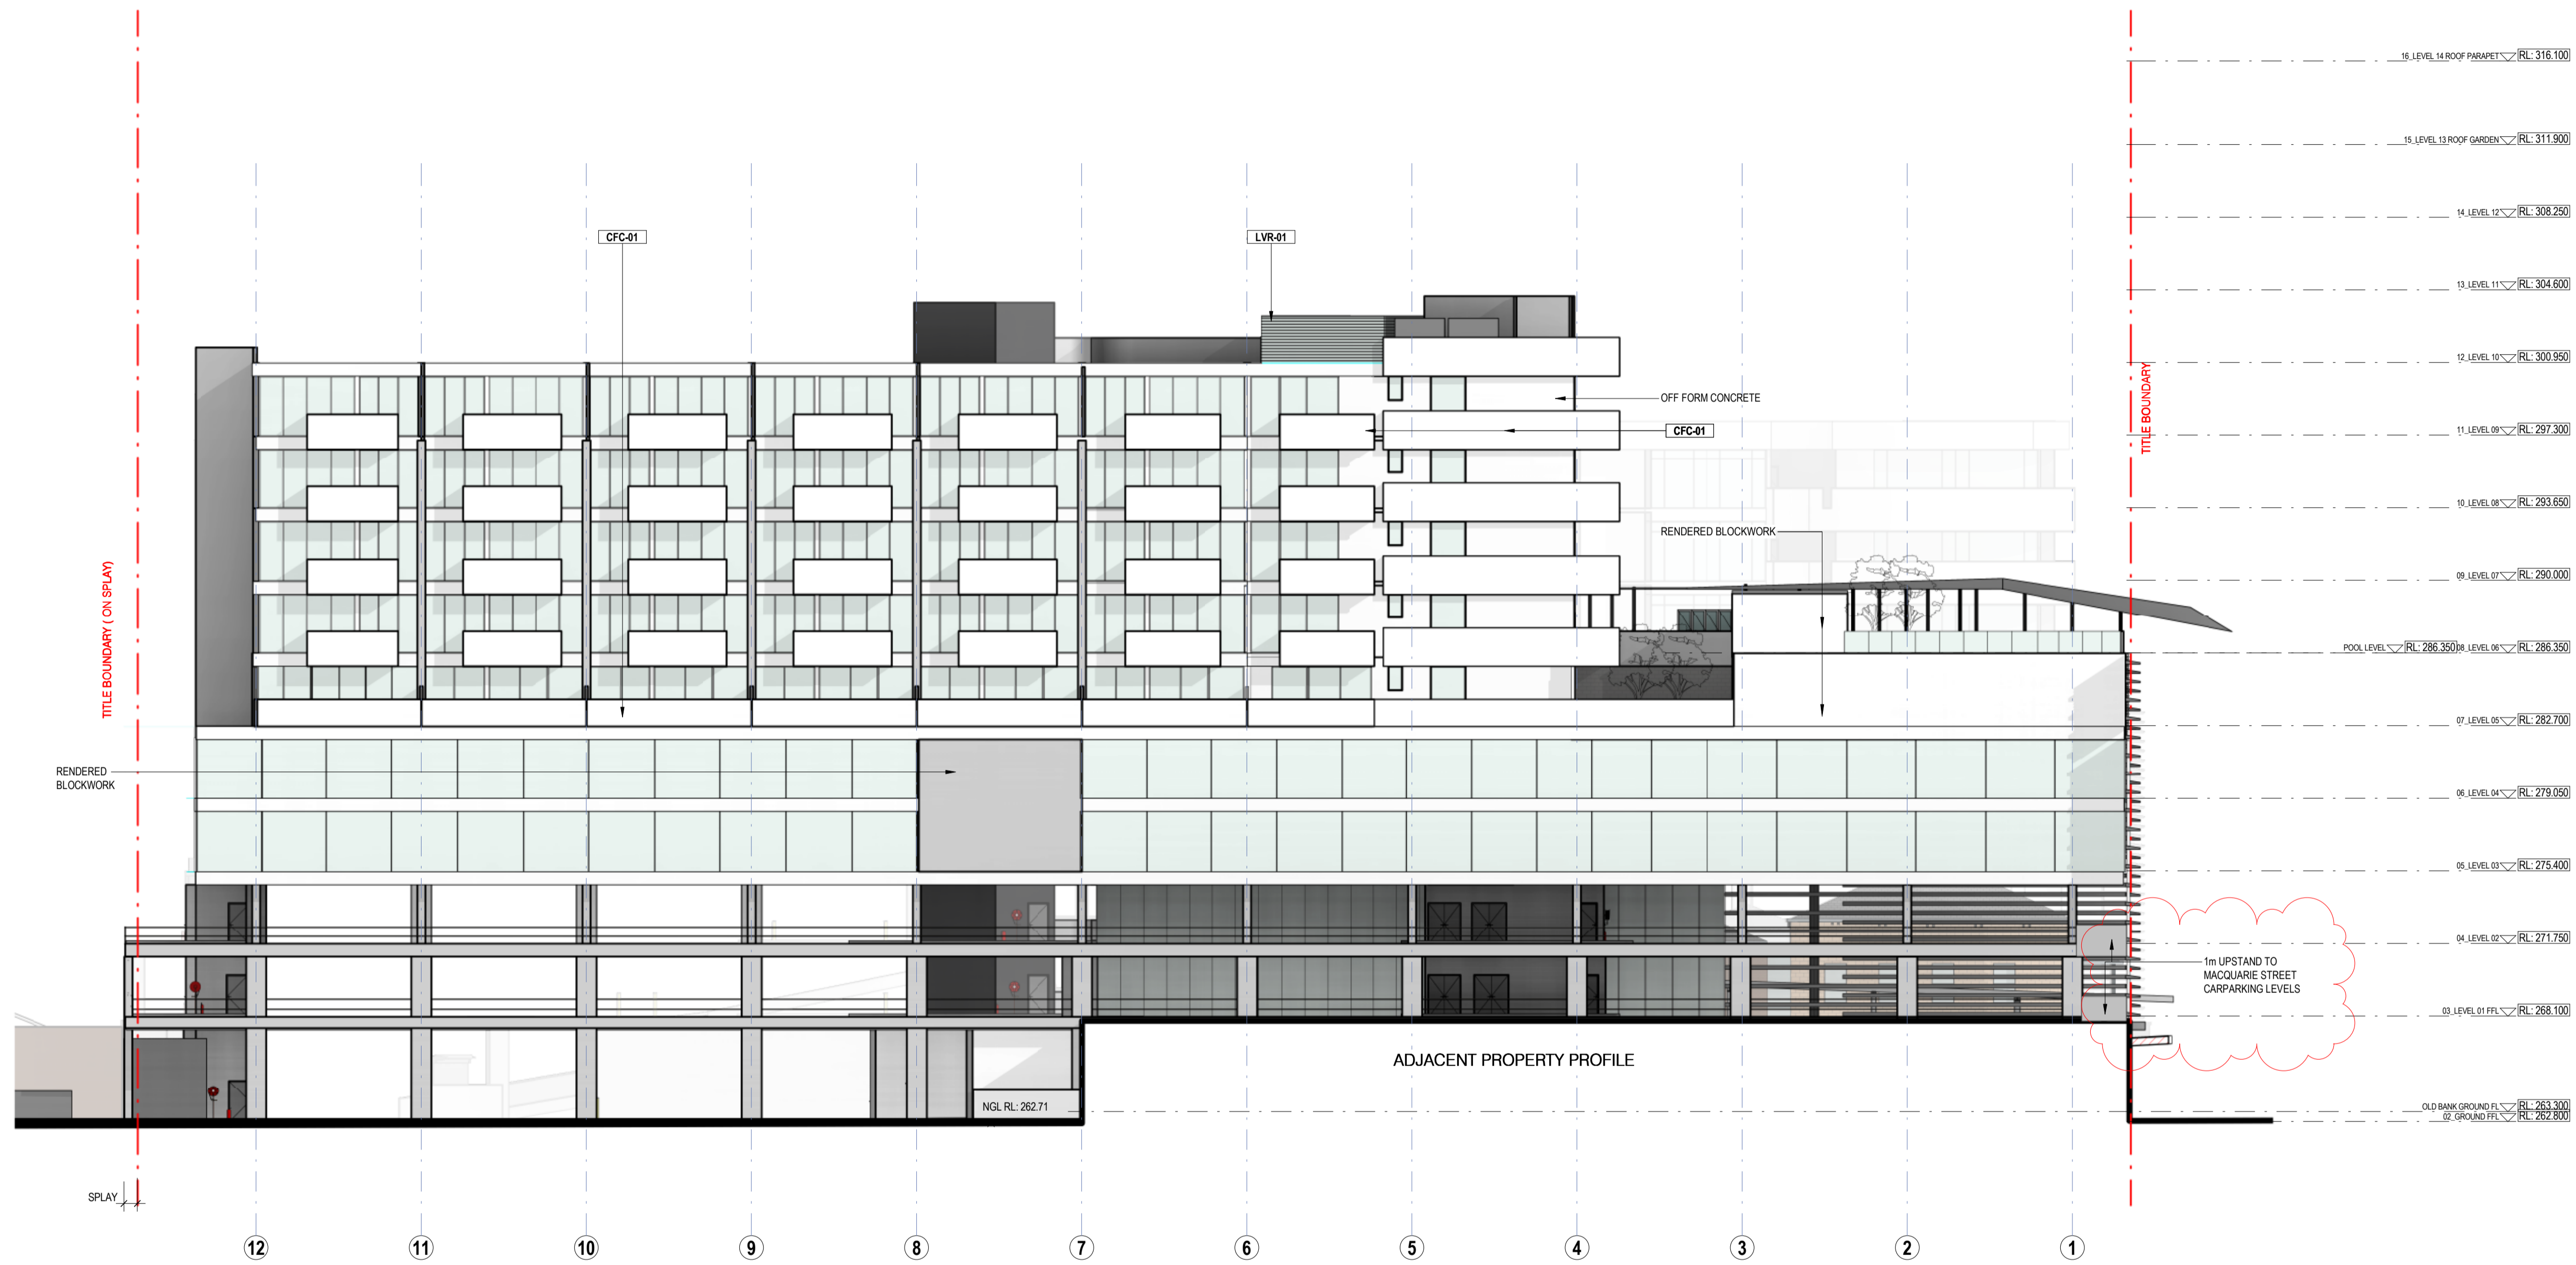 16_LEVEL 14 ROOF PARAPET RL: 316.100
15_LEVEL 13 ROOF GARDEN RL: 311.900
14_LEVEL 12 RL: 308.250
CFC-01
LVR-01
13_LEVEL 11 RL: 304.600
12_LEVEL 10 RL: 300.950
TITLE BOUNDARY
OFF FORM CONCRETE
CFC-01
11_LEVEL 09 RL: 297.300
10_LEVEL 08 RL: 293.650
RENDERED BLOCKWORK
TITLE BOUNDARY ( ON SPLAY)
09_LEVEL 07 RL: 290.000
POOL LEVEL RL: 286.350 08_LEVEL 06 RL: 286.350
07_LEVEL 05 RL: 282.700
RENDERED
BLOCKWORK
06_LEVEL 04 RL: 279.050
05_LEVEL 03 RL: 275.400
04_LEVEL 02 RL: 271.750
1m UPSTAND TO
MACQUARIE STREET
CARPARKING LEVELS
03_LEVEL 01 FFL RL: 268.100
ADJACENT PROPERTY PROFILE
NGL RL: 262.71
OLD BANK GROUND FL RL: 263.300
02_GROUND FFL RL: 262.800
SPLAY
12 11 10 9 8 7 6 5 4 3 2 1